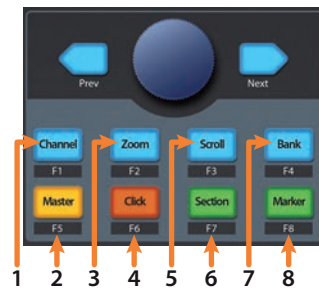 Prev Next
Channel Zoom Scroll Bank
F1 F2 F3 F4
Master Click Section Marker
F5 F6 F7 F8
1 2 3 4 5 6 7 8